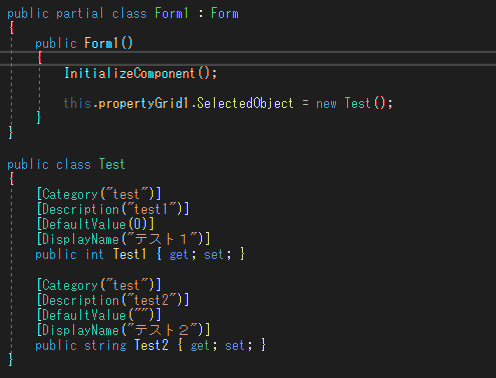 public partial class Form1 : Form
{
public Form1()
{
InitializeComponent();
this.propertyGrid1.SelectedObject = new Test();
}
}
public class Test
{
[Category("test")]
[Description("test1")]
[DefaultValue(0)]
[DisplayName("テスト１")]
public int Test1 { get; set; }
[Category("test")]
[Description("test2")]
[DefaultValue("")]
[DisplayName("テスト２")]
public string Test2 { get; set; }
}